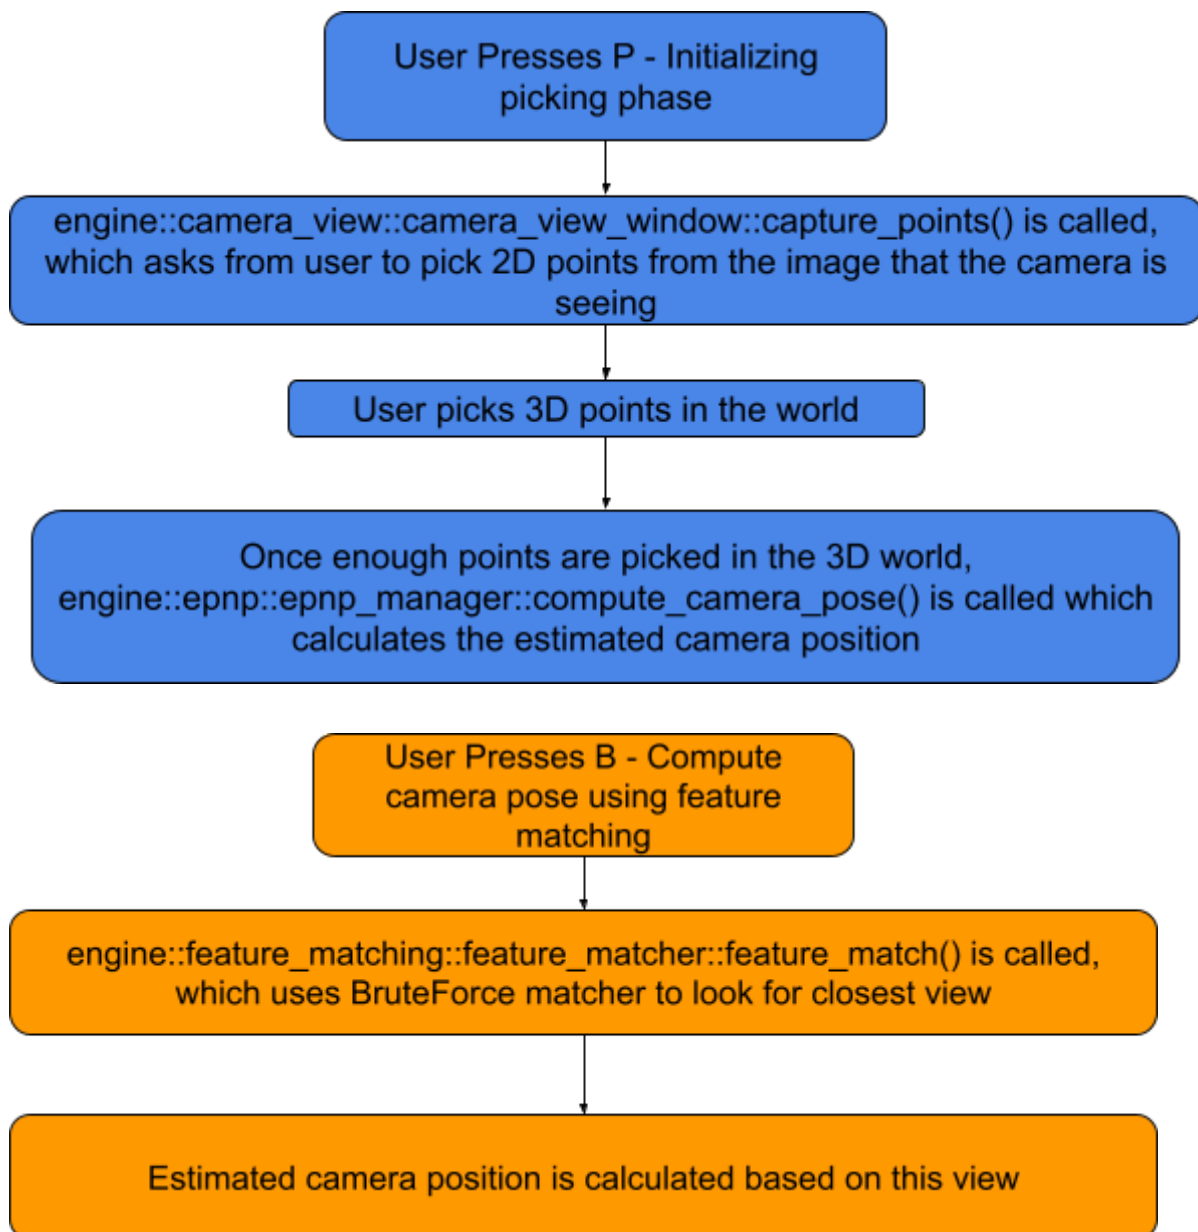 User Presses P - Initializing
picking phase
engine::camera_view::camera_view_window::capture_points() is called,
which asks from user to pick 2D points from the image that the camera is
seeing
User picks 3D points in the world
Once enough points are picked in the 3D world,
engine::epnp::epnp_manager::compute_camera_pose() is called which
calculates the estimated camera position
User Presses B - Compute
camera pose using feature
matching
engine::feature_matching::feature_matcher::feature_match() is called,
which uses BruteForce matcher to look for closest view
Estimated camera position is calculated based on this view